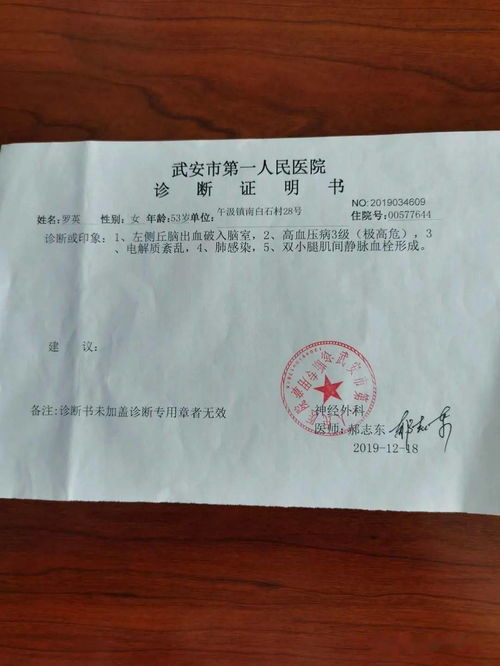 武安市第一人民医院
诊断证明书
NO:2019034609
姓名:罗英 性别:女 年龄:53岁单位:午汲镇南白石村28号 住院号:00577644
诊断或印象: 1、左侧丘脑出血破入脑室, 2、高血压病3级(极高危), 3
、电解质紊乱, 4、肺感染, 5、双小腿肌间静脉血栓形成。
建 议:
备注:诊断书未加盖诊断专用章者无效
神经外科
医师:郝志东 郝志东
2019-12-18